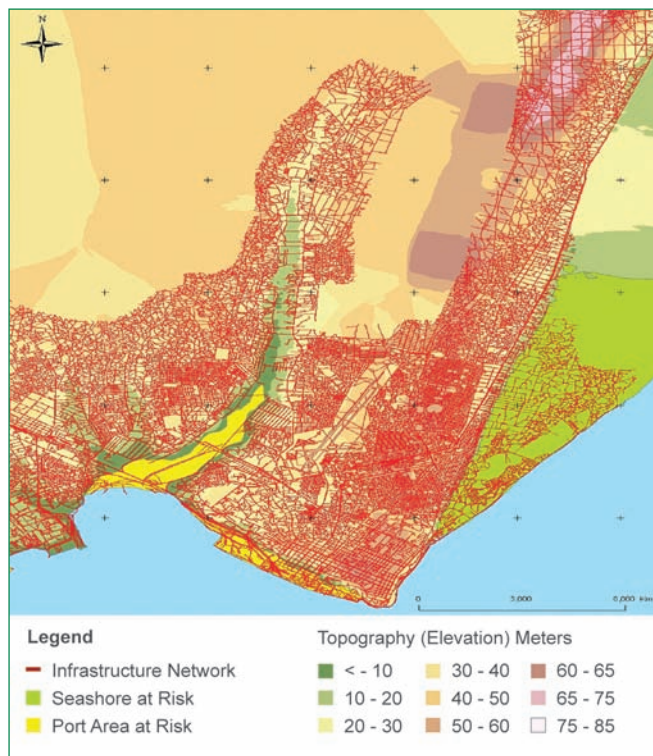 N
0 3,000 6,000
Legend
Infrastructure Network
Seashore at Risk
Port Area at Risk
Topography (Elevation) Meters
< - 10
10 - 20
20 - 30
30 - 40
40 - 50
50 - 60
60 - 65
65 - 75
75 - 85